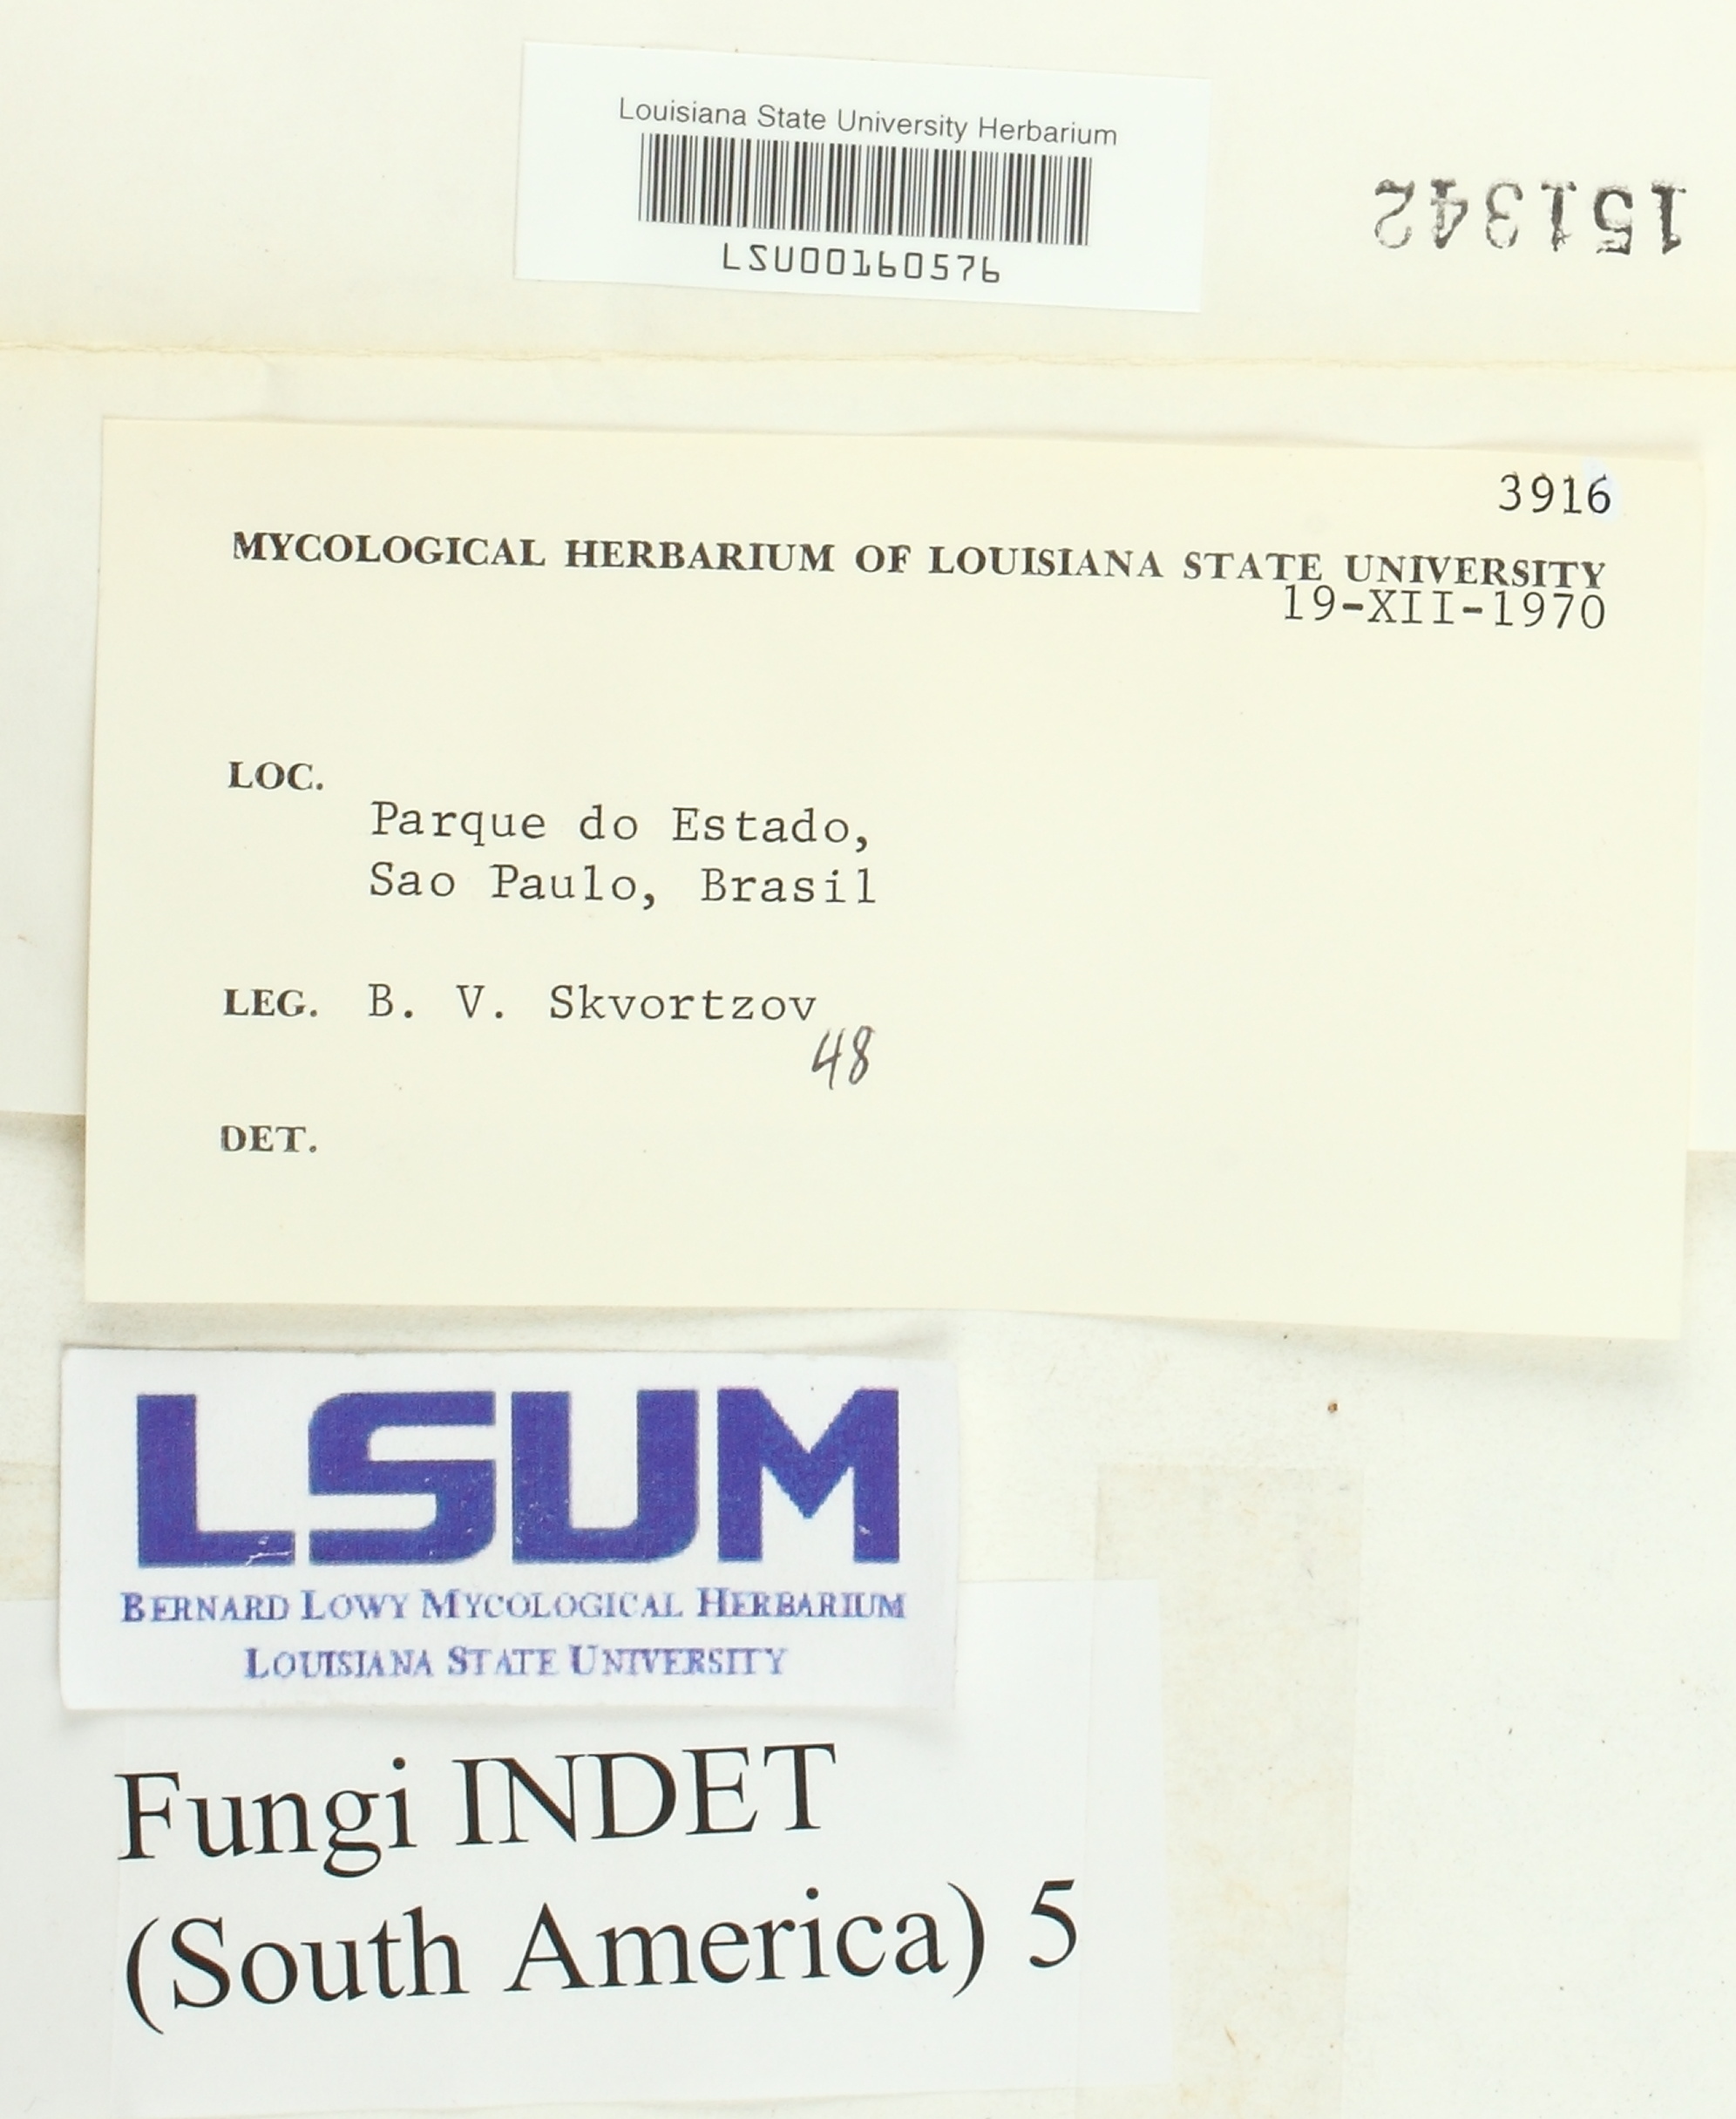 Louisiana State University Herbarium
LSU00160576
151342
3916
MYCOLOGICAL HERBARIUM OF LOUISIANA STATE UNIVERSITY
19-XII-1970
LOC.
Parque do Estado,
Sao Paulo, Brasil
LEG. B. V. Skvortzov
48
DET.
LSUM
BERNARD LOWY MYCOLOGICAL HERBARIUM
LOUISIANA STATE UNIVERSITY
Fungi INDET
(South America) 5